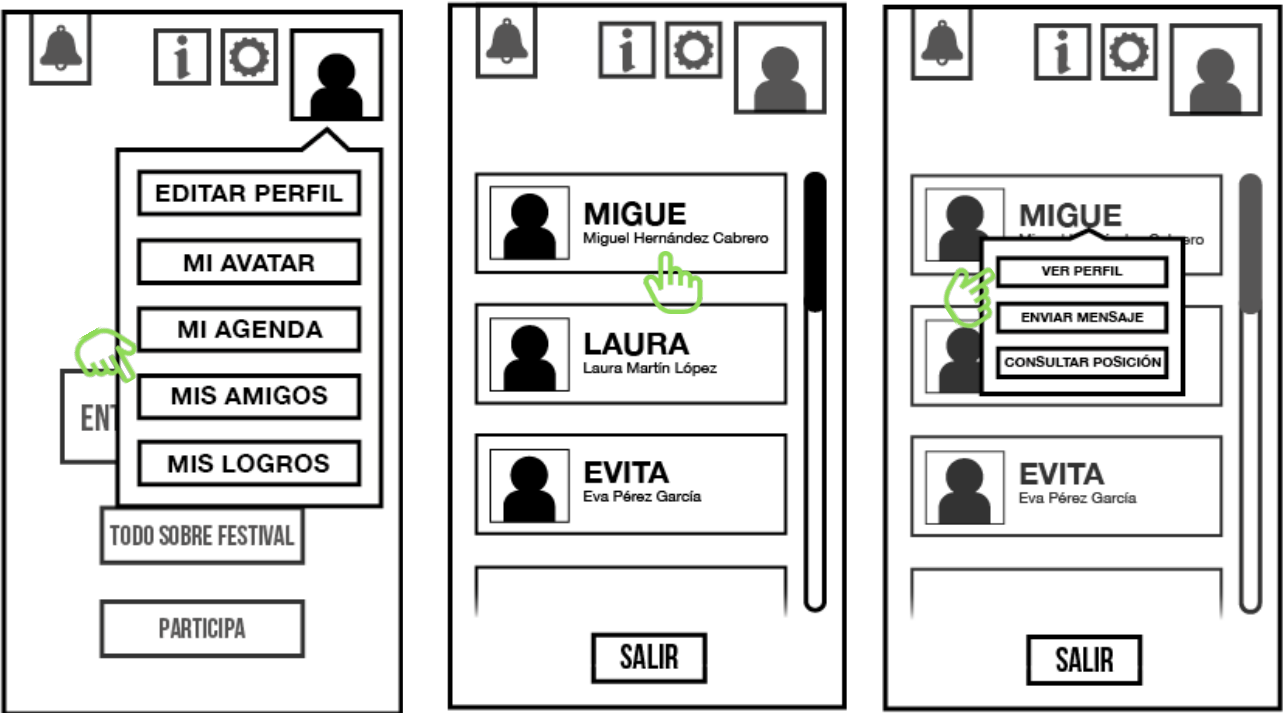 i
EDITAR PERFIL
MI AVATAR
MI AGENDA
MIS AMIGOS
MIS LOGROS
ENT
TODO SOBRE FESTIVAL
PARTICIPA
i
MIGUE
Miguel Hernández Cabrero
LAURA
Laura Martín López
EVITA
Eva Pérez García
SALIR
i
MIGUE
VER PERFIL
ENVIAR MENSAJE
CONSULTAR POSICIÓN
EVITA
Eva Pérez García
SALIR